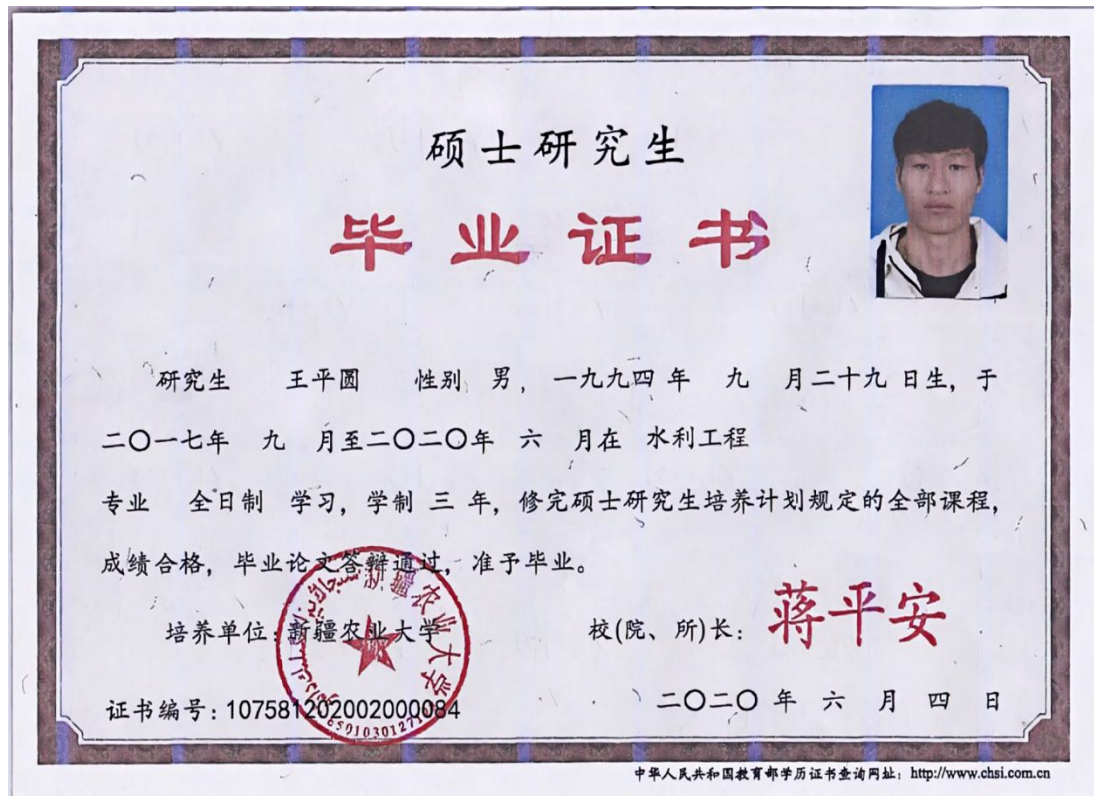 硕士研究生
毕业证书
研究生 王平圆 性别 男, 一九九四 年 九 月二十九 日生, 于
二〇一七年 九 月至二〇二〇年 六 月在 水利工程
专业 全日制 学习, 学制 三 年, 修完硕士研究生培养计划规定的全部课程,
成绩合格, 毕业论文答辩通过, 准予毕业。
培养单位: 新疆农业大学
校(院、所)长: 蒋平安
证书编号: 107581202002000084
二〇二〇 年 六 月 四 日
新疆农业大学
中华人民共和国教育部学历证书查询网址: http://www.chsi.com.cn